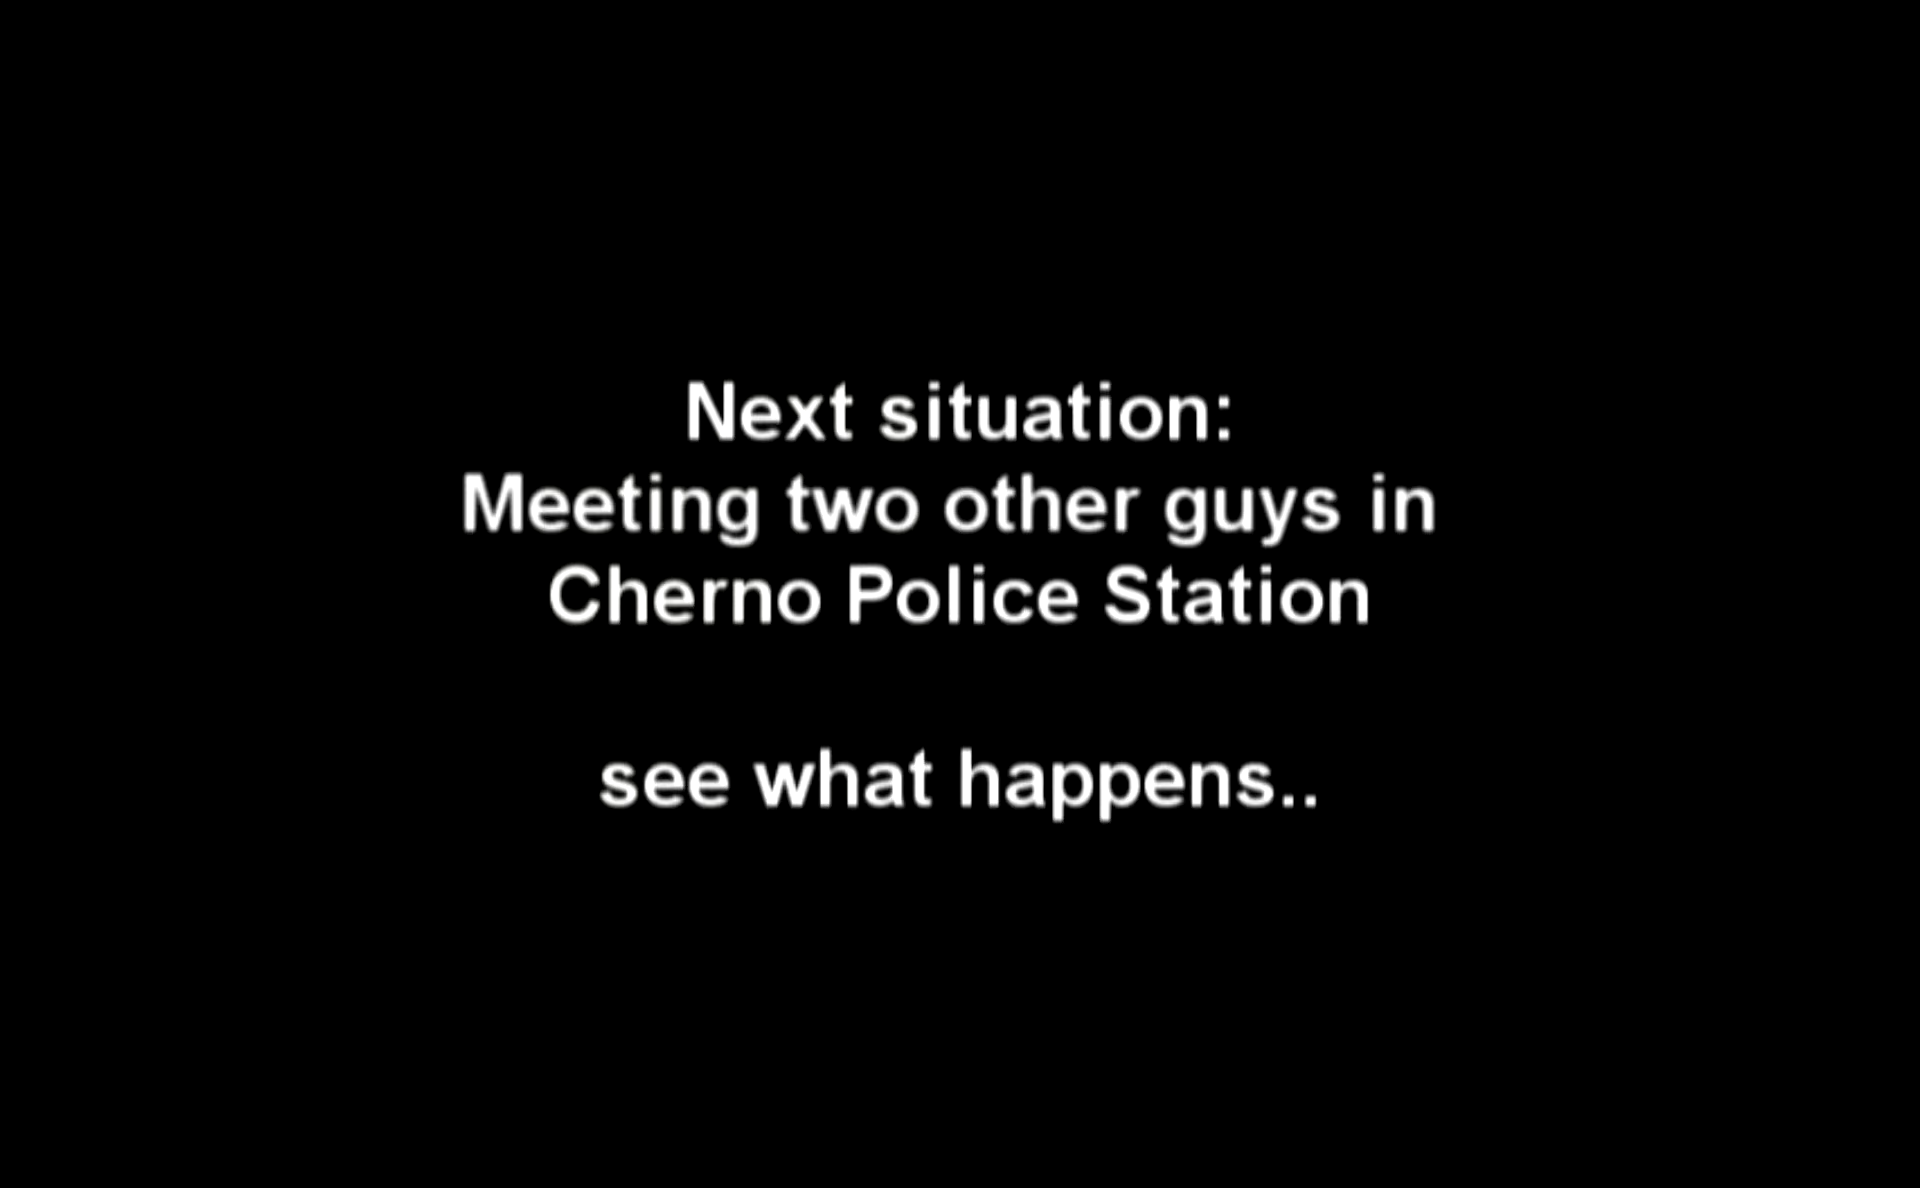 Next situation:
Meeting two other guys in
Cherno Police Station
see what happens..